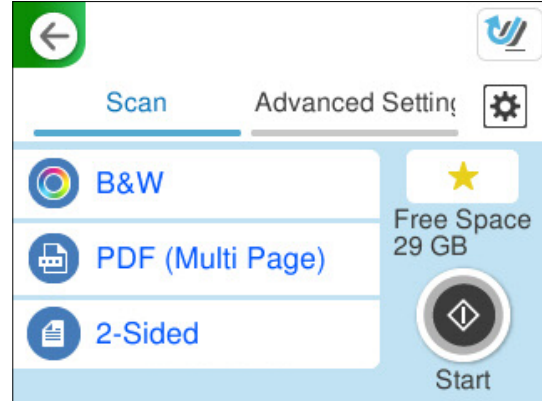 Scan
Advanced Setting
B&W
PDF (Multi Page)
2-Sided
Free Space
29 GB
Start